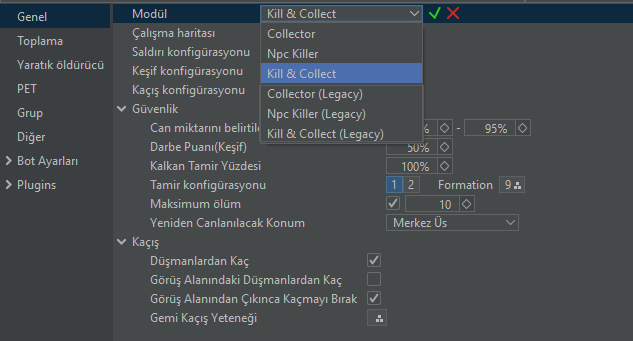 Genel
Toplama
Yaratık öldürücü
PET
Grup
Diğer
Bot Ayarları
Plugins
Modül Kill & Collect
Çalışma haritası
Saldırı konfigürasyonu
Keşif konfigürasyonu
Kaçış konfigürasyonu
Collector
Npc Killer
Kill & Collect
Collector (Legacy)
Npc Killer (Legacy)
Kill & Collect (Legacy)
Güvenlik
Can miktarını % - 95%
Darbe Puanı(Keşif) 50%
Kalkan Tamir Yüzdesi 100%
Tamir konfigürasyonu 1 2 Formation 9
Maksimum ölüm 10
Yeniden Canlanılacak Konum Merkez Üs
Kaçış
Düşmanlardan Kaç
Görüş Alanındaki Düşmanlardan Kaç
Görüş Alanından Çıkınca Kaçmayı Bırak
Gemi Kaçış Yeteneği